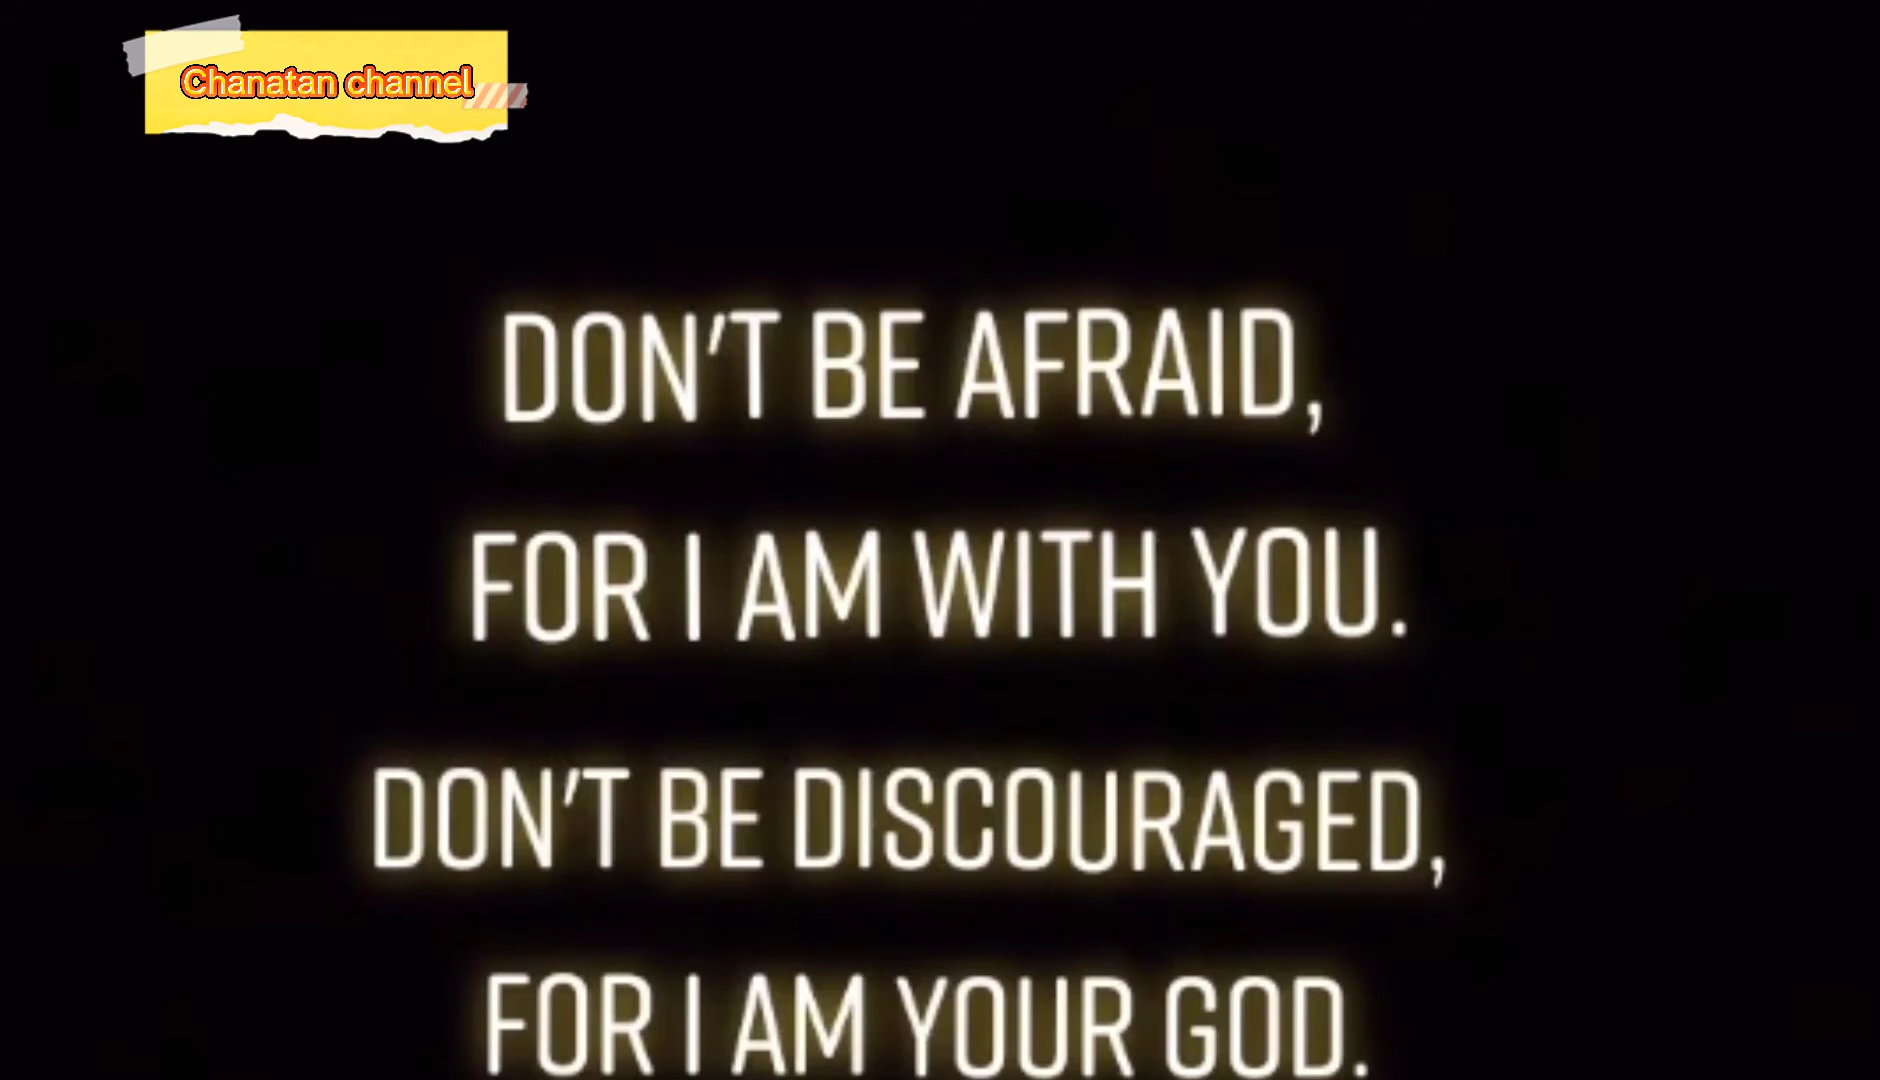 Chanatan channel
DON'T BE AFRAID,
FOR I AM WITH YOU.
DON'T BE DISCOURAGED,
FOR I AM YOUR GOD.